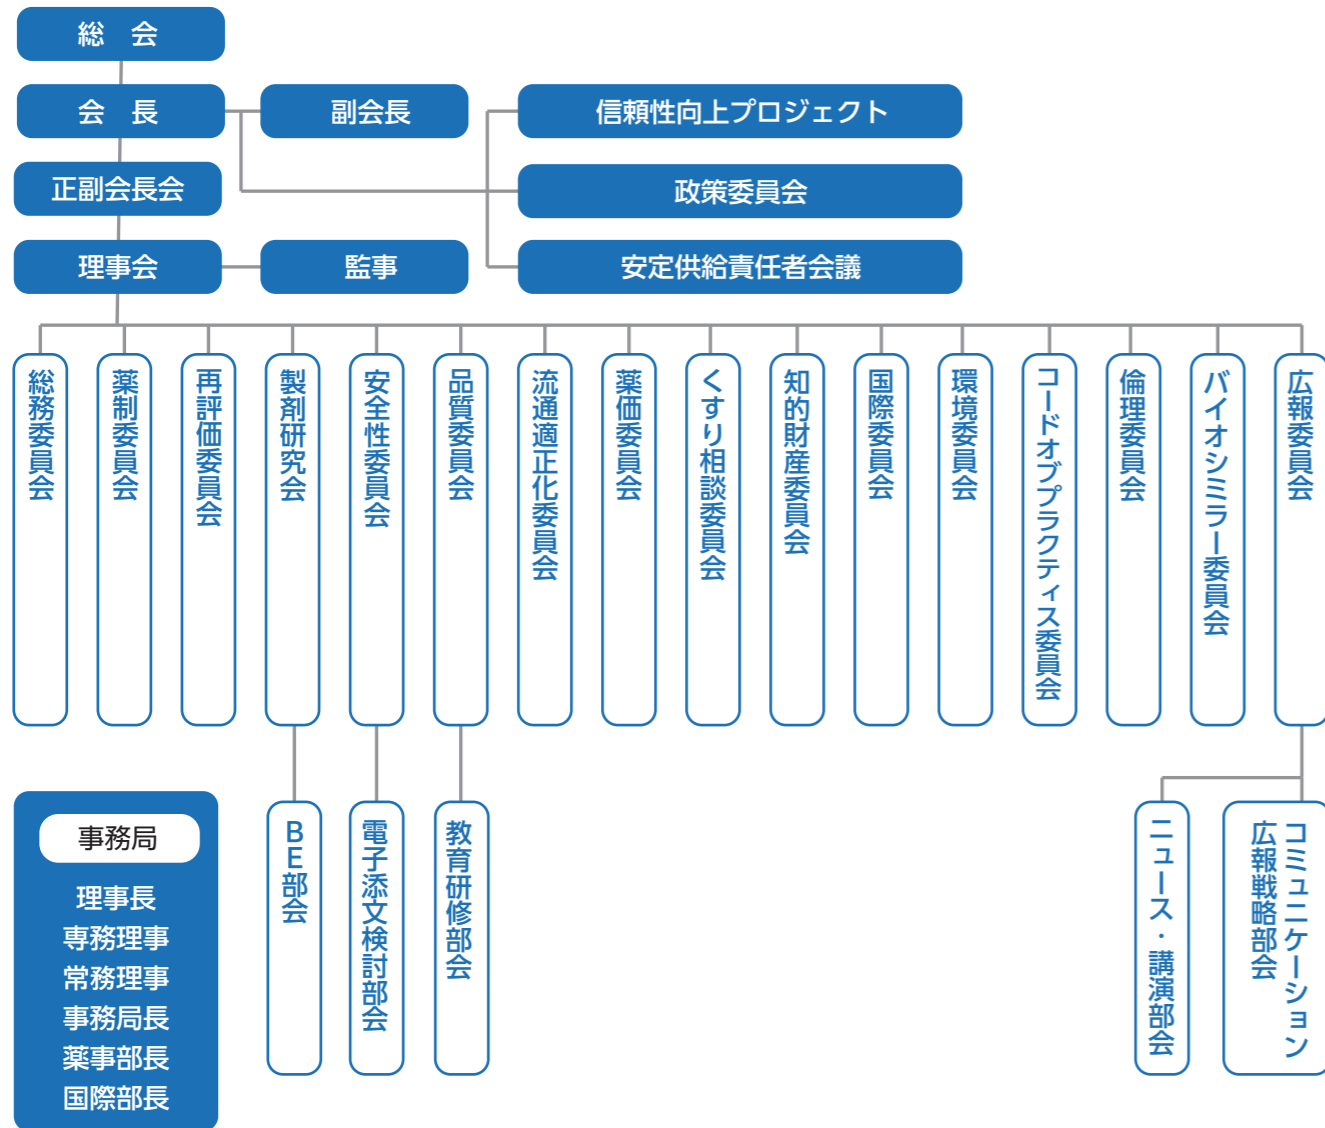 総　会
会　長
副会長
信頼性向上プロジェクト
正副会長会
政策委員会
理事会
監事
安定供給責任者会議
総務委員会
薬制委員会
再評価委員会
製剤研究会
安全性委員会
品質委員会
流通適正化委員会
薬価委員会
くすり相談委員会
知的財産委員会
国際委員会
環境委員会
コードオブプラクティス委員会
倫理委員会
バイオシミラー委員会
広報委員会
BE部会
電子添文検討部会
教育研修部会
ニュース・講演部会
コミュニケーション
広報戦略部会
事務局
理事長
専務理事
常務理事
事務局長
薬事部長
国際部長